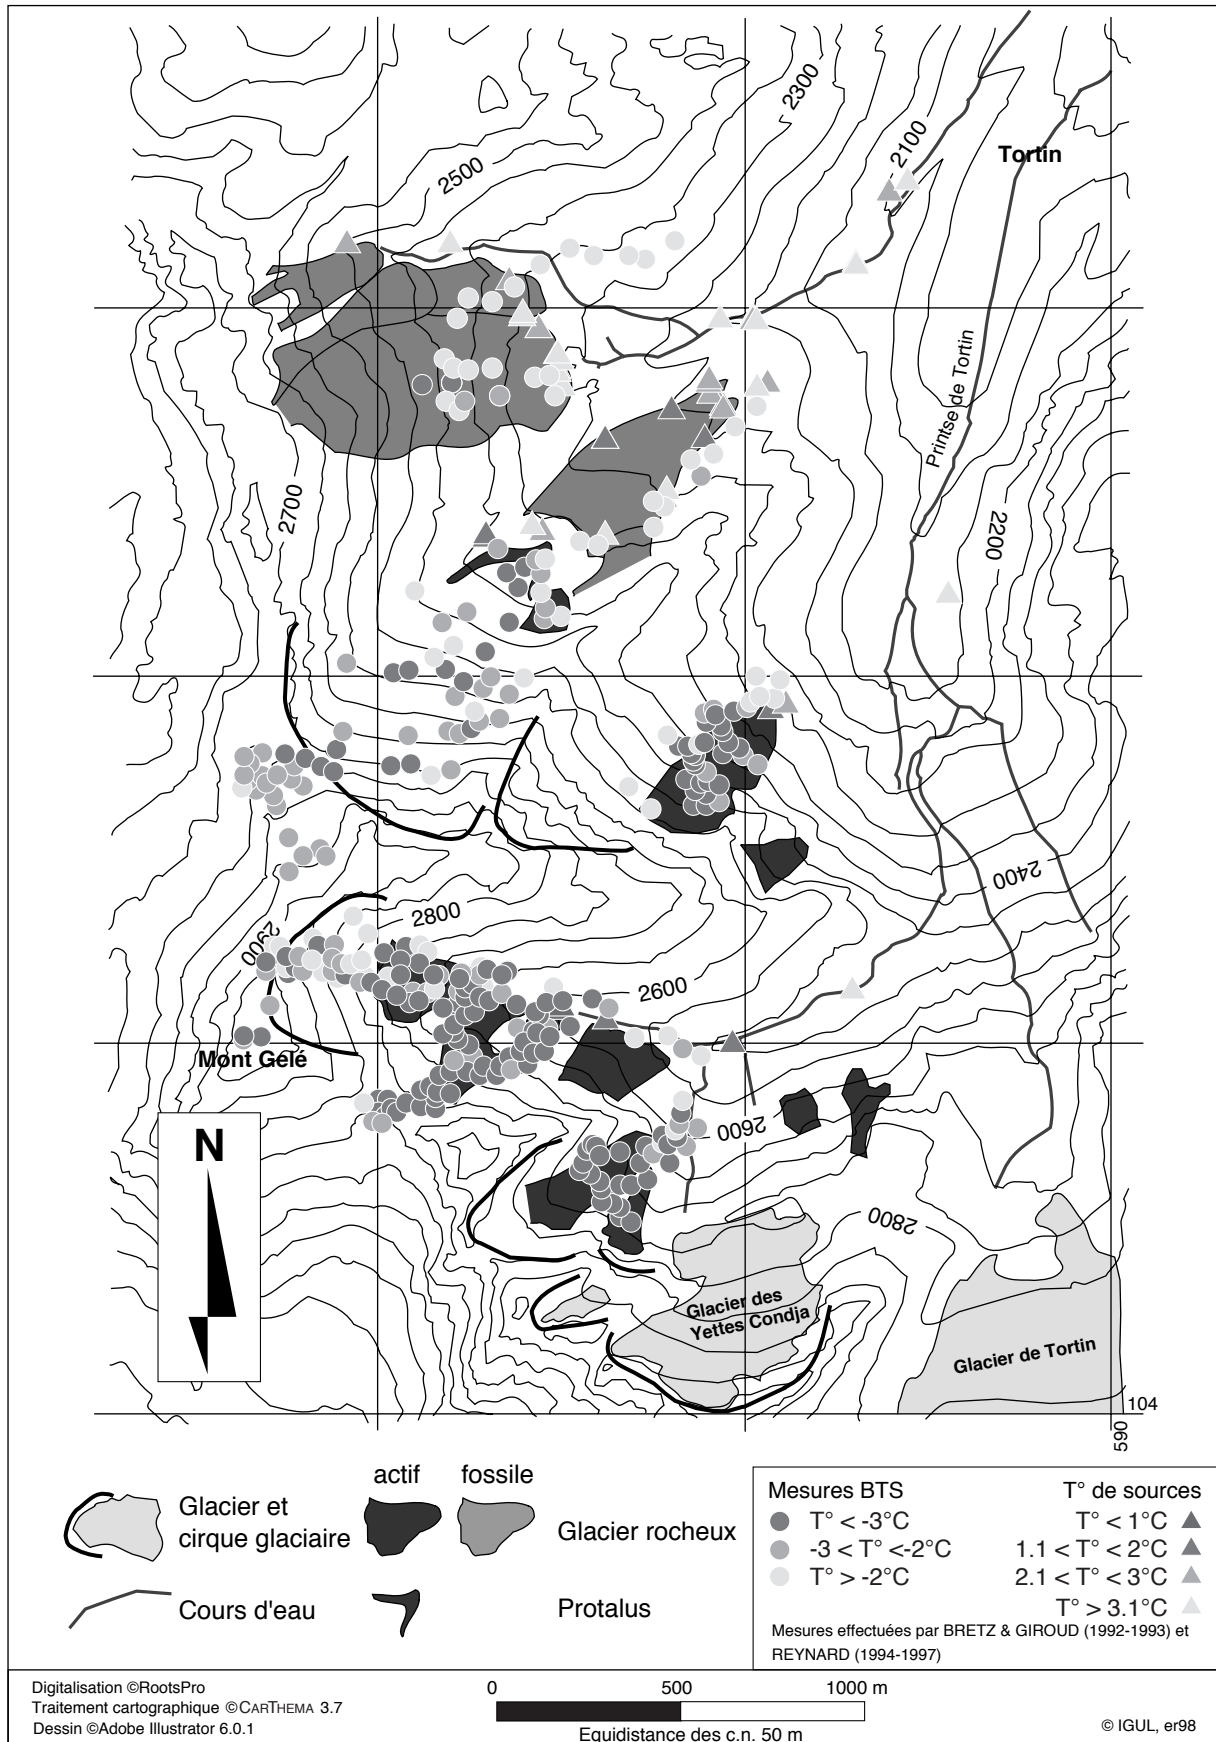 2300
2100
Tortin
2500
Printse de Tortin
2700
2200
2400
2800
2900
2600
Mont Gelé
N
2600
2800
Glacier des
Yettes Condja
Glacier de Tortin
104
590
actif fossile
Glacier et
cirque glaciaire
Glacier rocheux
Cours d'eau
Protalus
Mesures BTS T° de sources
T° < -3°C T° < 1°C
-3 < T° <-2°C 1.1 < T° < 2°C
T° > -2°C 2.1 < T° < 3°C
T° > 3.1°C
Mesures effectuées par BRETZ & GIROUD (1992-1993) et
REYNARD (1994-1997)
Digitalisation ©RootsPro
Traitement cartographique ©CARTHEMA 3.7
Dessin ©Adobe Illustrator 6.0.1
0 500 1000 m
Equidistance des c.n. 50 m
© IGUL, er98